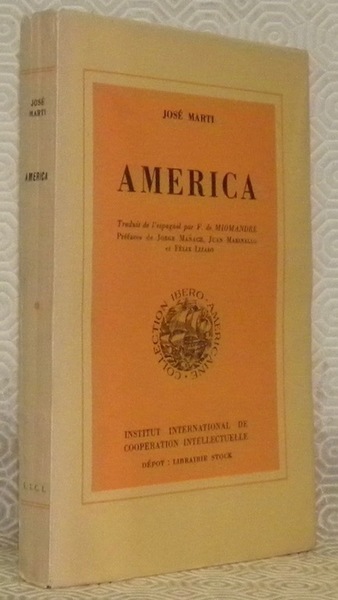 JOSÉ
MARTI
AMERICA
I. I. C. I.
JOSÉ MARTI
AMERICA
Traduit de l'espagnol par F. de MIOMANDRE
Préfaces de JORGE MAÑACH, JUAN MARINELLO
et FÉLIX LIZASO
COLLECTION IBERO-AMERICAINE
INSTITUT INTERNATIONAL DE
COOPÉRATION INTELLECTUELLE
DÉPOT : LIBRAIRIE STOCK